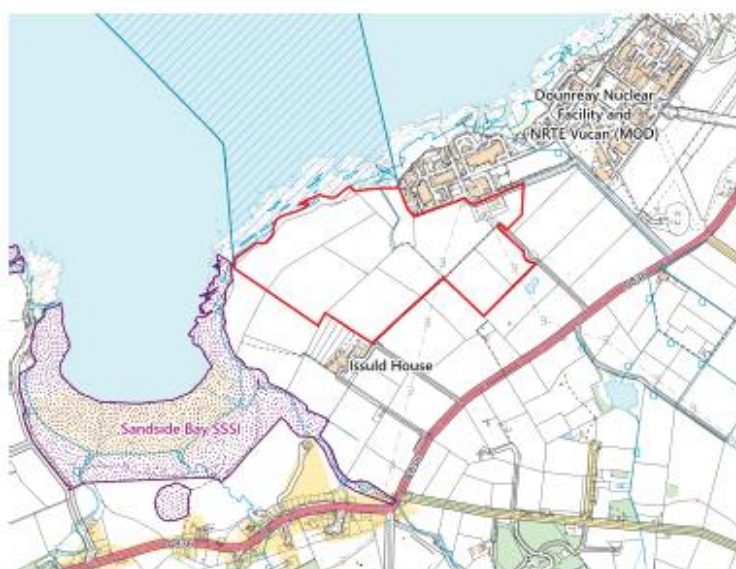 Dounreay Nuclear
Facility and
NRTE Vucan (MOD)
Issuld House
Sandside Bay SSSI